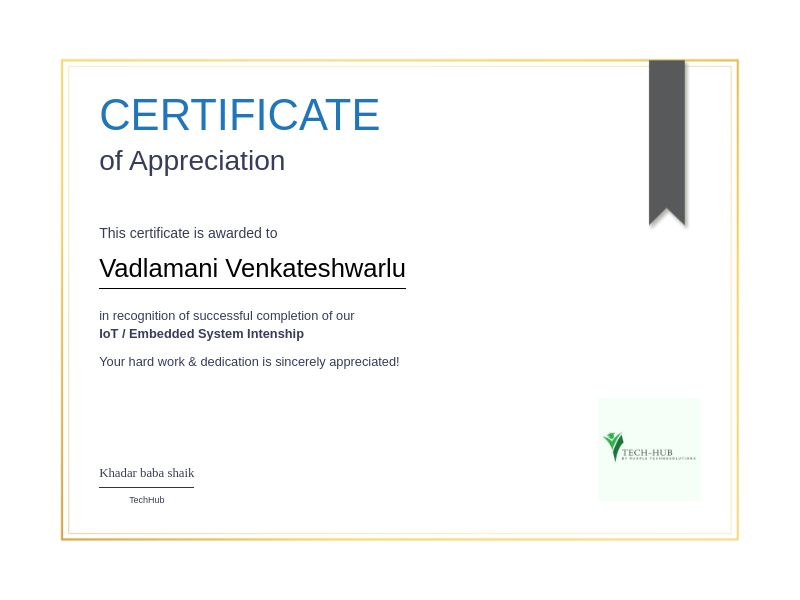 CERTIFICATE
of Appreciation
This certificate is awarded to
Vadlamani Venkateshwarlu
in recognition of successful completion of our
IoT / Embedded System Intenship
Your hard work & dedication is sincerely appreciated!
Khadar baba shaik
TechHub
TECH-HUB
BY PURPLE TECHNOSOLUTIONS